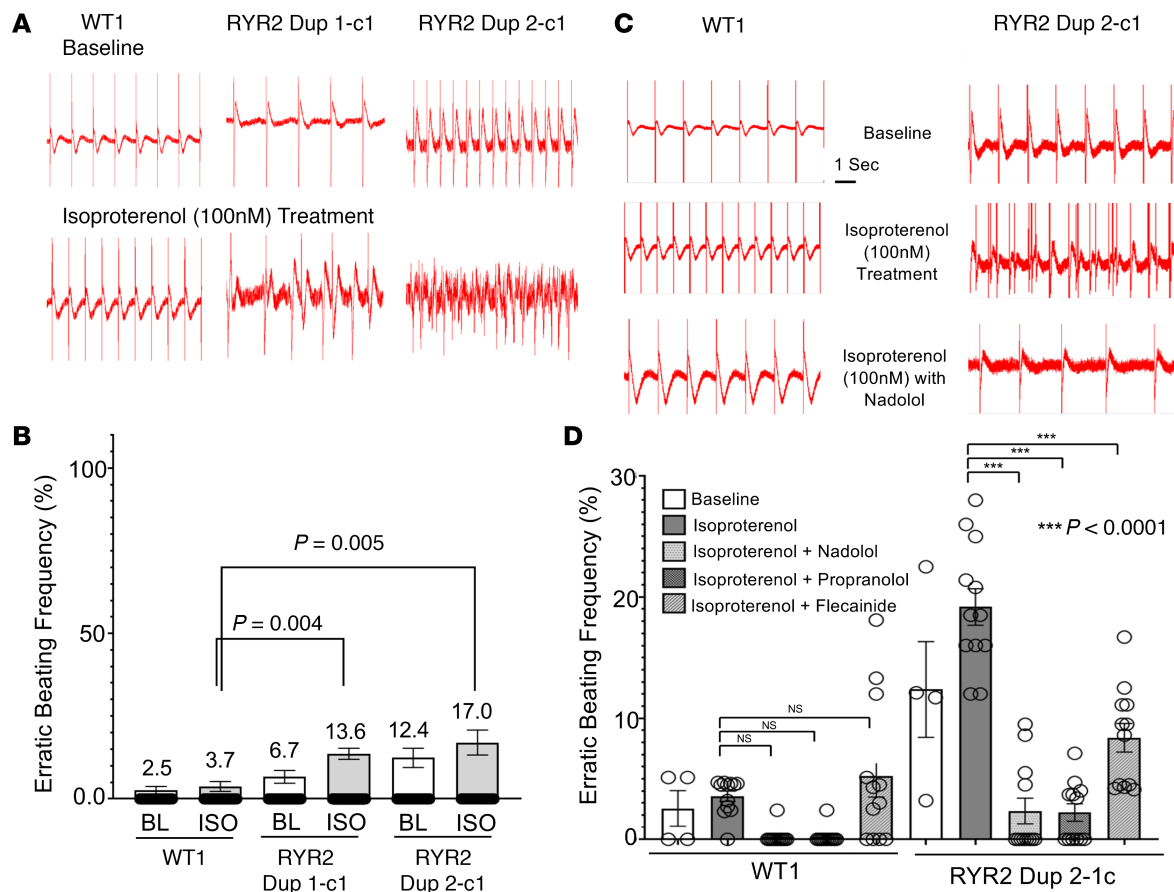 A
WT1
Baseline
RYR2 Dup 1-c1
RYR2 Dup 2-c1
Isoproterenol (100nM) Treatment
C
WT1
RYR2 Dup 2-c1
Baseline
1 Sec
Isoproterenol
(100nM)
Treatment
Isoproterenol
(100nM) with
Nadolol
B
Erratic Beating Frequency (%)
100
50
0.0
P = 0.005
P = 0.004
2.5
3.7
6.7
13.6
12.4
17.0
BL
ISO
BL
ISO
BL
ISO
WT1
RYR2
Dup 1-c1
RYR2
Dup 2-c1
D
Erratic Beating Frequency (%)
30
20
10
0
Baseline
Isoproterenol
Isoproterenol + Nadolol
Isoproterenol + Propranolol
Isoproterenol + Flecainide
NS
NS
NS
***
***
***
*** P < 0.0001
WT1
RYR2 Dup 2-1c